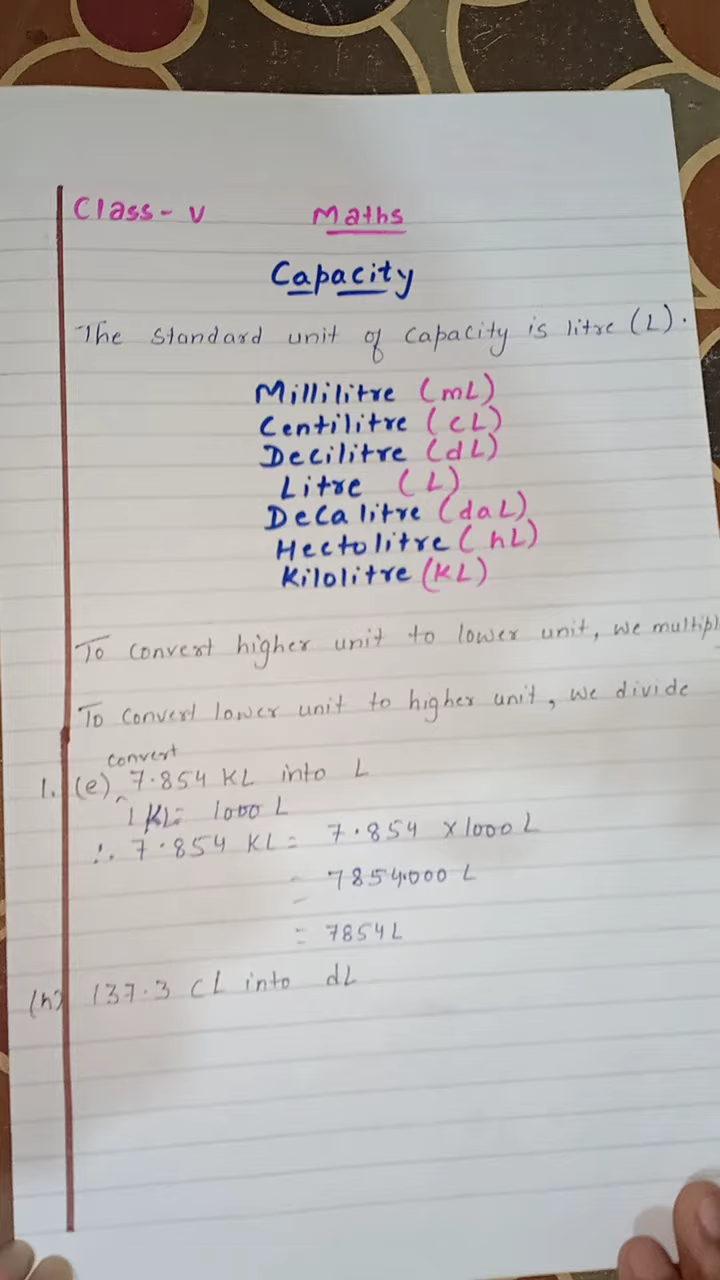 Class - V Maths
Capacity
The standard unit of capacity is litre (L).
Millilitre (mL)
Centilitre (cL)
Decilitre (dL)
Litre (L)
Decalitre (daL)
Hectolitre (hL)
Kilolitre (KL)
To convert higher unit to lower unit, we multipl
To convert lower unit to higher unit, we divide
convert
1. (e) 7.854 KL into L
1 KL = 1000 L
∴ 7.854 KL = 7.854 × 1000 L
= 7854.000 L
= 7854 L
(h) 137.3 CL into dL